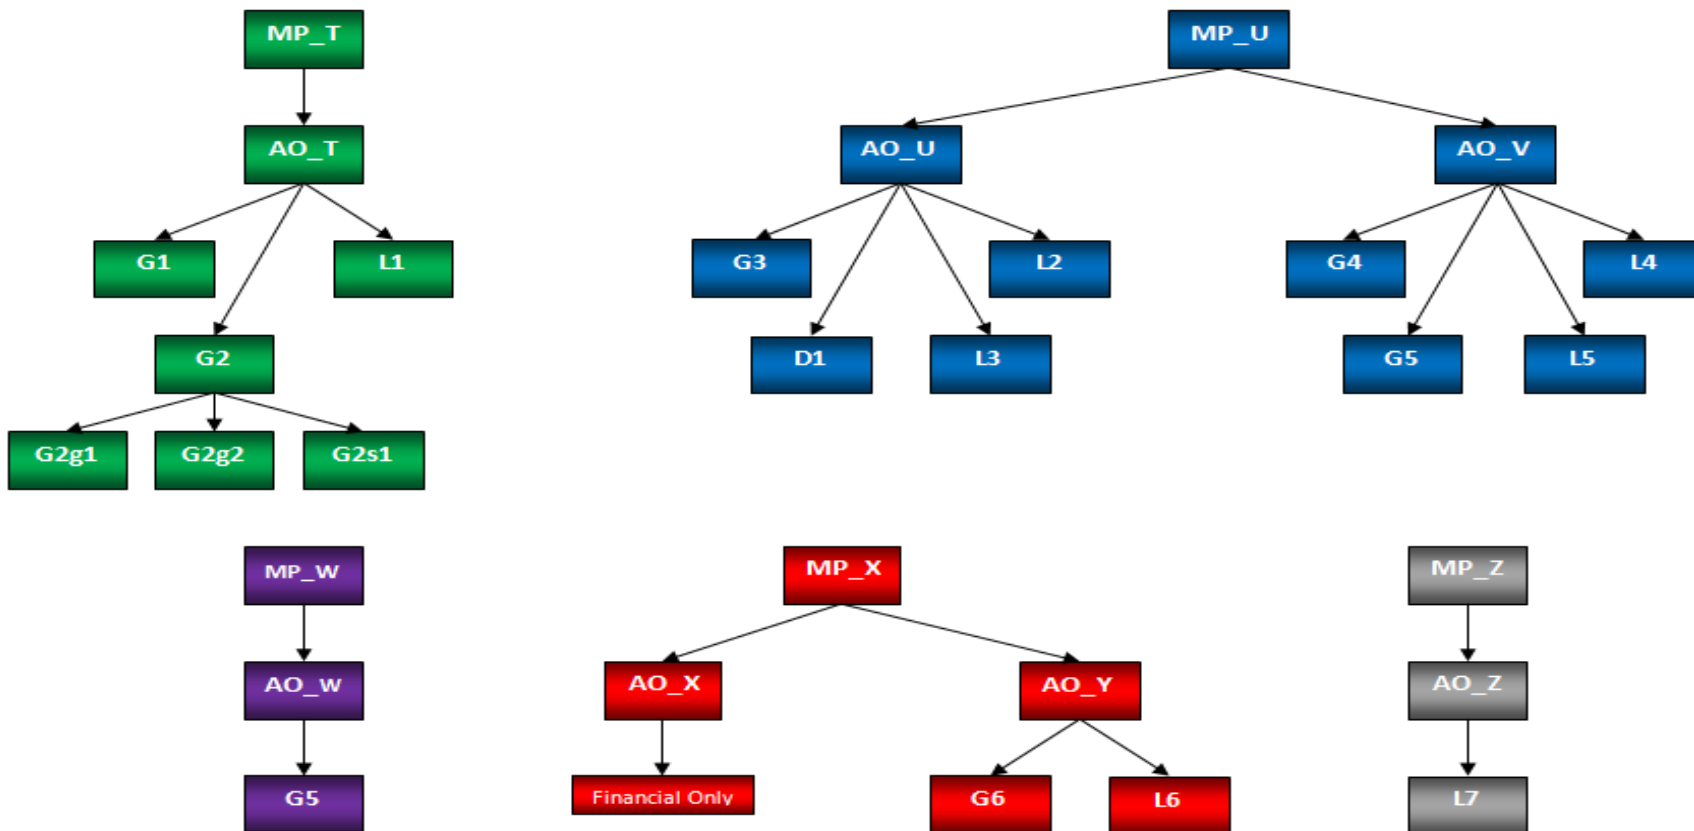 MP_T
MP_U
AO_T
AO_U
AO_V
G1
L1
G3
L2
G4
L4
G2
D1
L3
G5
L5
G2g1
G2g2
G2s1
MP_W
MP_X
MP_Z
AO_w
AO_X
AO_Y
AO_Z
G5
Financial Only
G6
L6
L7